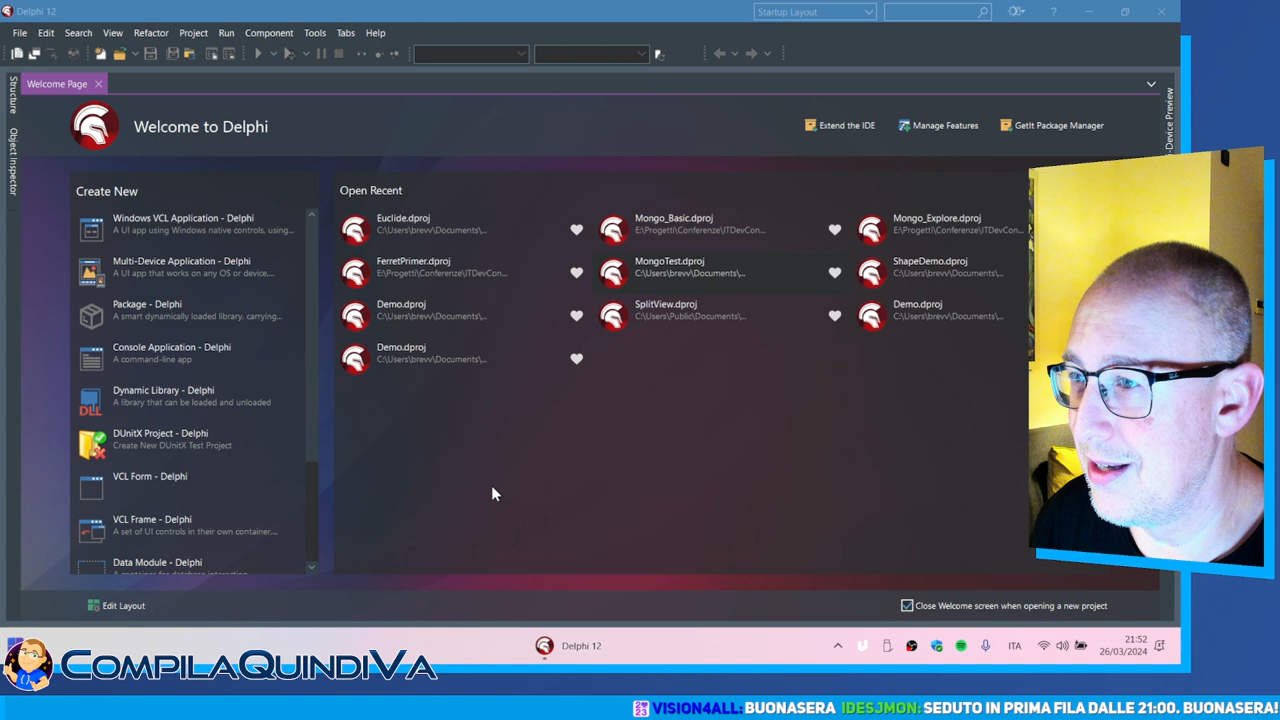 Delphi 12
Startup Layout
File Edit Search View Refactor Project Run Component Tools Tabs Help
Welcome Page
Structure
Object Inspector
Welcome to Delphi
Extend the IDE
Manage Features
GetIt Package Manager
-Device Preview
Create New
Windows VCL Application - Delphi
A UI app using Windows native controls, using...
Multi-Device Application - Delphi
A UI app that works on any OS or device,...
Package - Delphi
A smart dynamically loaded library, carrying...
Console Application - Delphi
A command-line app
DLL
Dynamic Library - Delphi
A library that can be loaded and unloaded
DUnitX Project - Delphi
Create New DUnitX Test Project
VCL Form - Delphi
VCL Frame - Delphi
A set of UI controls in their own container,...
Data Module - Delphi
A container for database interaction
Open Recent
Euclide.dproj
C:\Users\brevv\Documents\...
Mongo_Basic.dproj
E:\Progetti\Conferenze\ITDevCon...
Mongo_Explore.dproj
E:\Progetti\Conferenze\ITDevCon...
FerretPrimer.dproj
E:\Progetti\Conferenze\ITDevCon...
MongoTest.dproj
C:\Users\brevv\Documents\...
ShapeDemo.dproj
C:\Users\brevv\Documents\...
Demo.dproj
C:\Users\brevv\Documents\...
SplitView.dproj
C:\Users\Public\Documents\...
Demo.dproj
C:\Users\brevv\Documents\...
Demo.dproj
C:\Users\brevv\Documents\...
Edit Layout
Close Welcome screen when opening a new project
Delphi 12
ITA
21:52
26/03/2024
COMPILAQUINDIVA
VISION4ALL: BUONASERA IDESJMON: SEDUTO IN PRIMA FILA DALLE 21:00. BUONASERA!